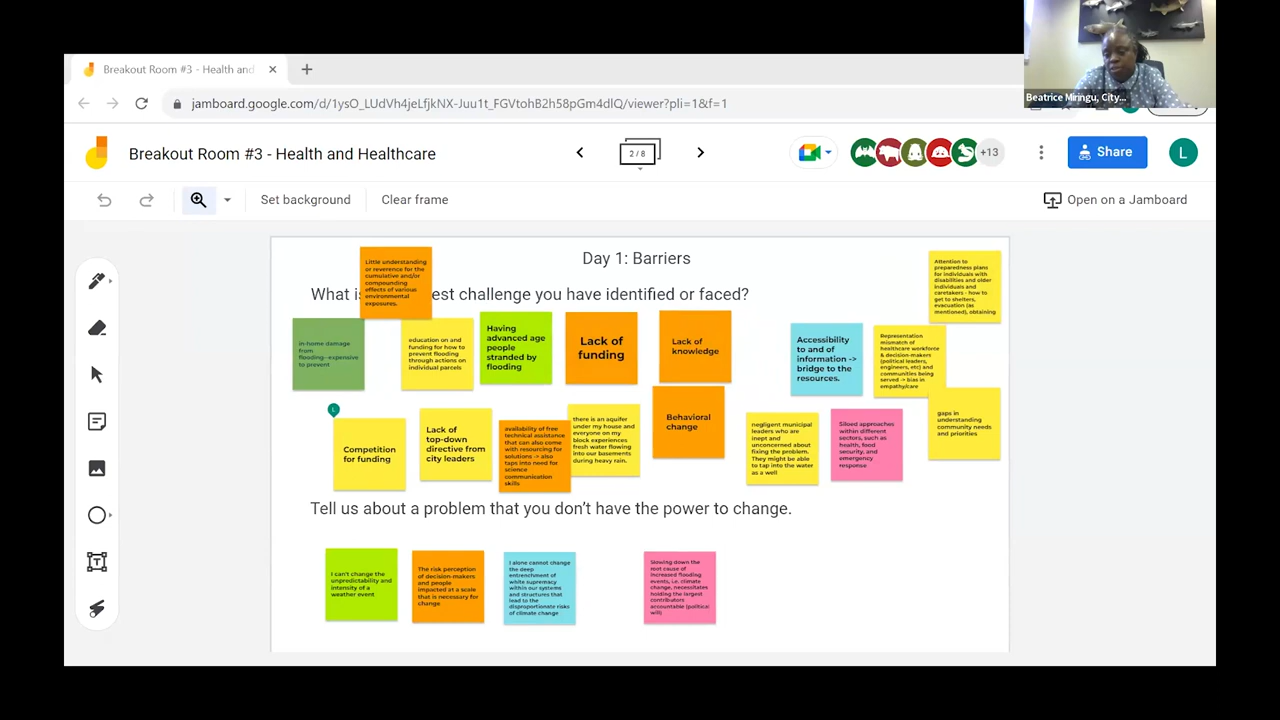 Breakout Room #3 - Health and
jamboard.google.com/d/1ysO_LUdVh4jeLfjkNX-Juu1t_FGVtohB2h58pGm4dlQ/viewer?pli=1&f=1
Beatrice Miringu, City...
Breakout Room #3 - Health and Healthcare
2 / 8
+13
Share
L
Set background
Clear frame
Open on a Jamboard
Day 1: Barriers
What is
est challenge you have identified or faced?
Little understanding
or reverence for the
cumulative and/or
compounding
effects of various
environmental
exposures.
Attention to
preparedness plans
for individuals with
disabilities and older
individuals and
caretakers - how to
get to shelters,
evacuation (as
mentioned), obtaining
in-home damage
from
flooding--expensive
to prevent
education on and
funding for how to
prevent flooding
through actions on
individual parcels
Having
advanced age
people
stranded by
flooding
Lack of
funding
Lack of
knowledge
Accessibility
to and of
information ->
bridge to the
resources.
Representation
mismatch of
healthcare workforce
& decision-makers
(political leaders,
engineers, etc) and
communities being
served -> bias in
empathy/care
gaps in
understanding
community needs
and priorities
L
Competition
for funding
Lack of
top-down
directive from
city leaders
availability of free
technical assistance
that can also come
with resourcing for
solutions -> also
taps into need for
science
communication
skills
there is an aquifer
under my house and
everyone on my
block experiences
fresh water flowing
into our basements
during heavy rain.
Behavioral
change
negligent municipal
leaders who are
inept and
unconcerned about
fixing the problem.
They might be able
to tap into the water
as a well
Siloed approaches
within different
sectors, such as
health, food
security, and
emergency
response
Tell us about a problem that you don't have the power to change.
I can't change the
unpredictability and
intensity of a
weather event
The risk perception
of decision-makers
and people
impacted at a scale
that is necessary for
change
I alone cannot change
the deep
entrenchment of
white supremacy
within our systems
and structures that
lead to the
disproportionate risks
of climate change
Slowing down the
root cause of
increased flooding
events, i.e. climate
change, necessitates
holding the largest
contributors
accountable (political
will)